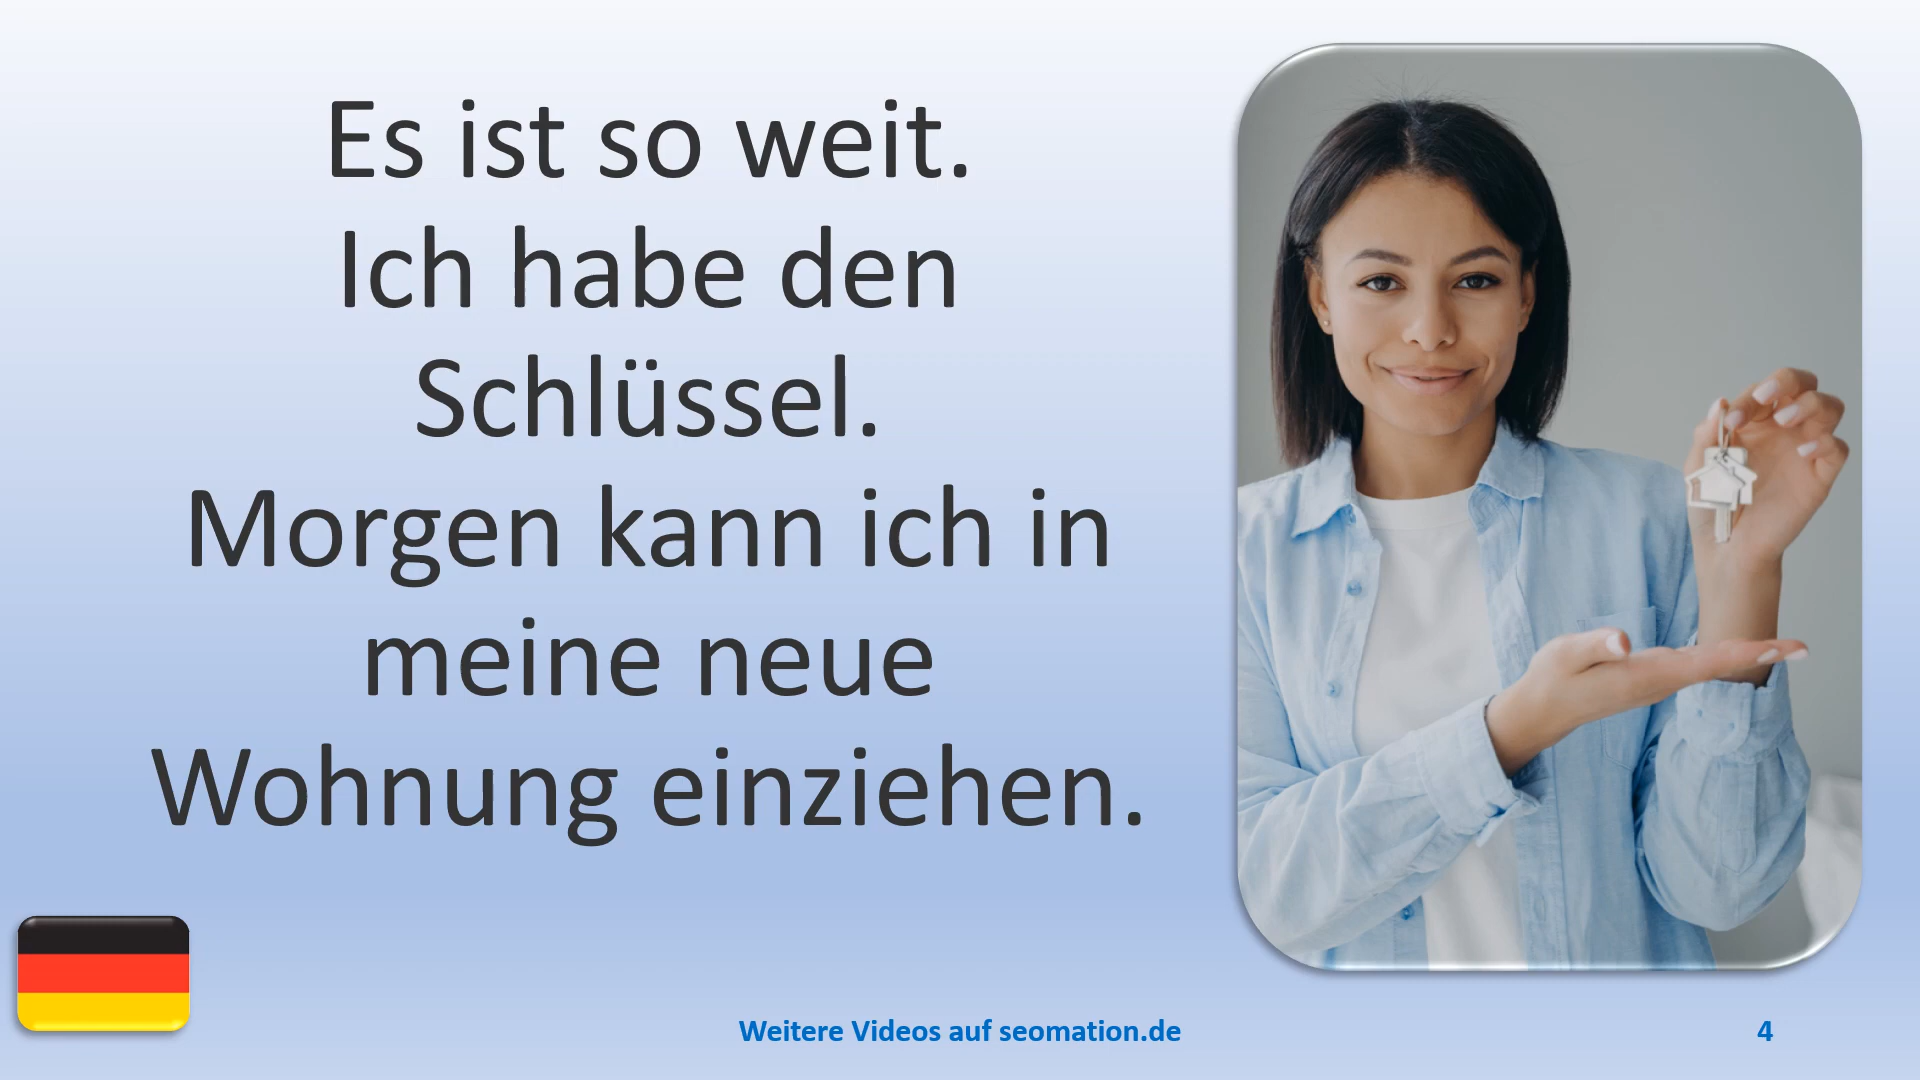 Es ist so weit.
Ich habe den
Schlüssel.
Morgen kann ich in
meine neue
Wohnung einziehen.
Weitere Videos auf seomation.de
4